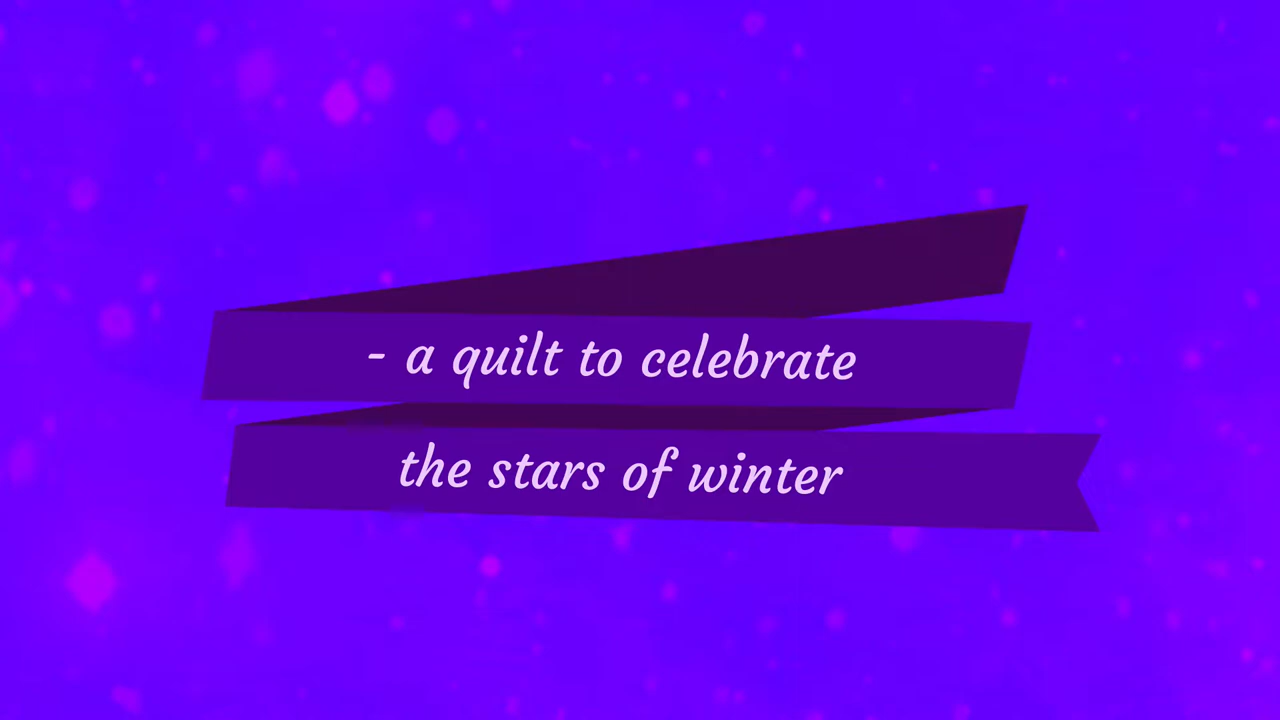 - a quilt to celebrate
the stars of winter